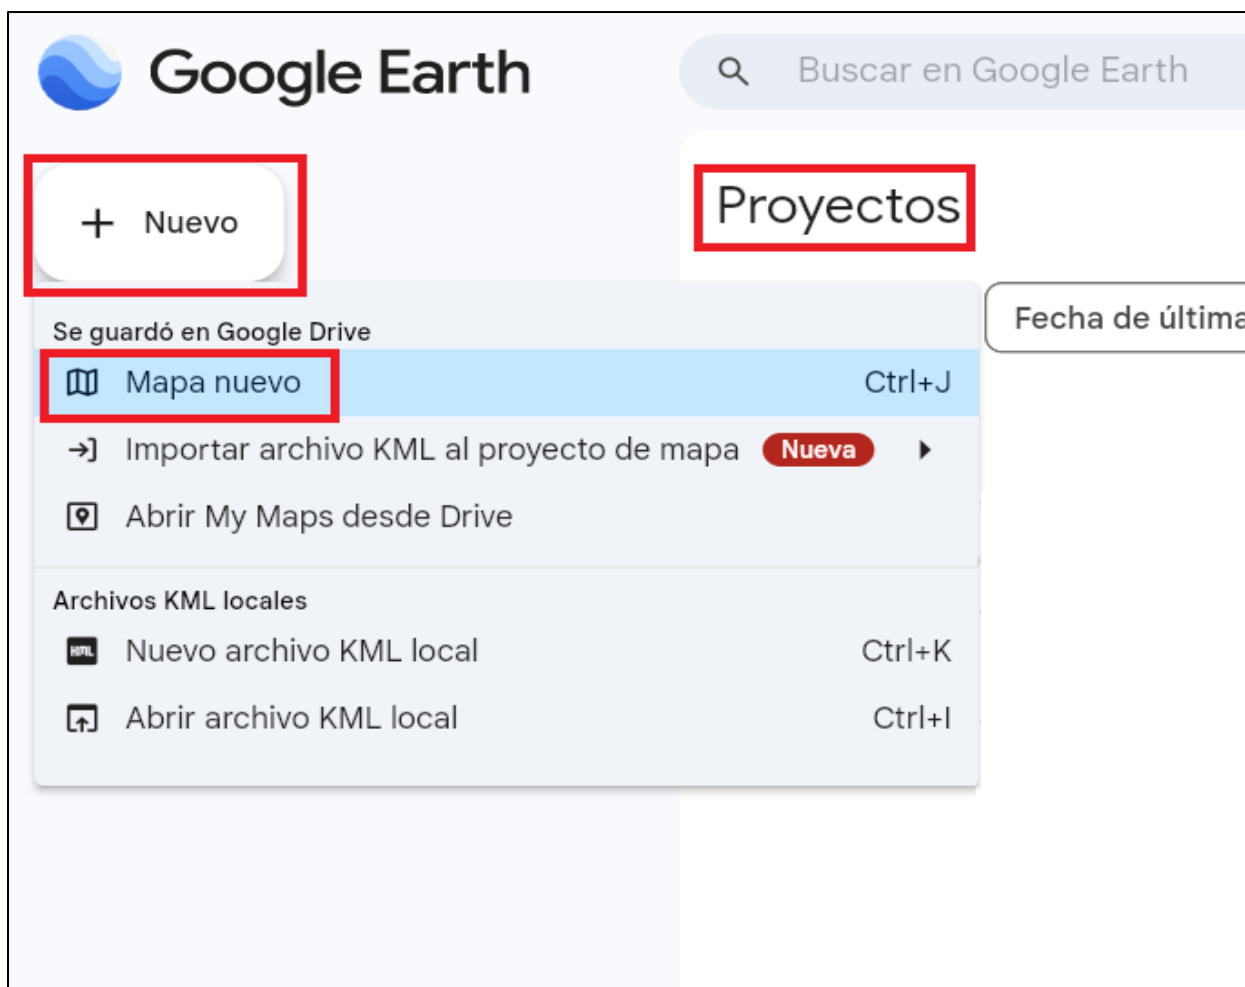 Google Earth
Buscar en Google Earth
+ Nuevo
Proyectos
Fecha de última
Se guardó en Google Drive
Mapa nuevo Ctrl+J
Importar archivo KML al proyecto de mapa Nueva
Abrir My Maps desde Drive
Archivos KML locales
KML Nuevo archivo KML local Ctrl+K
Abrir archivo KML local Ctrl+I